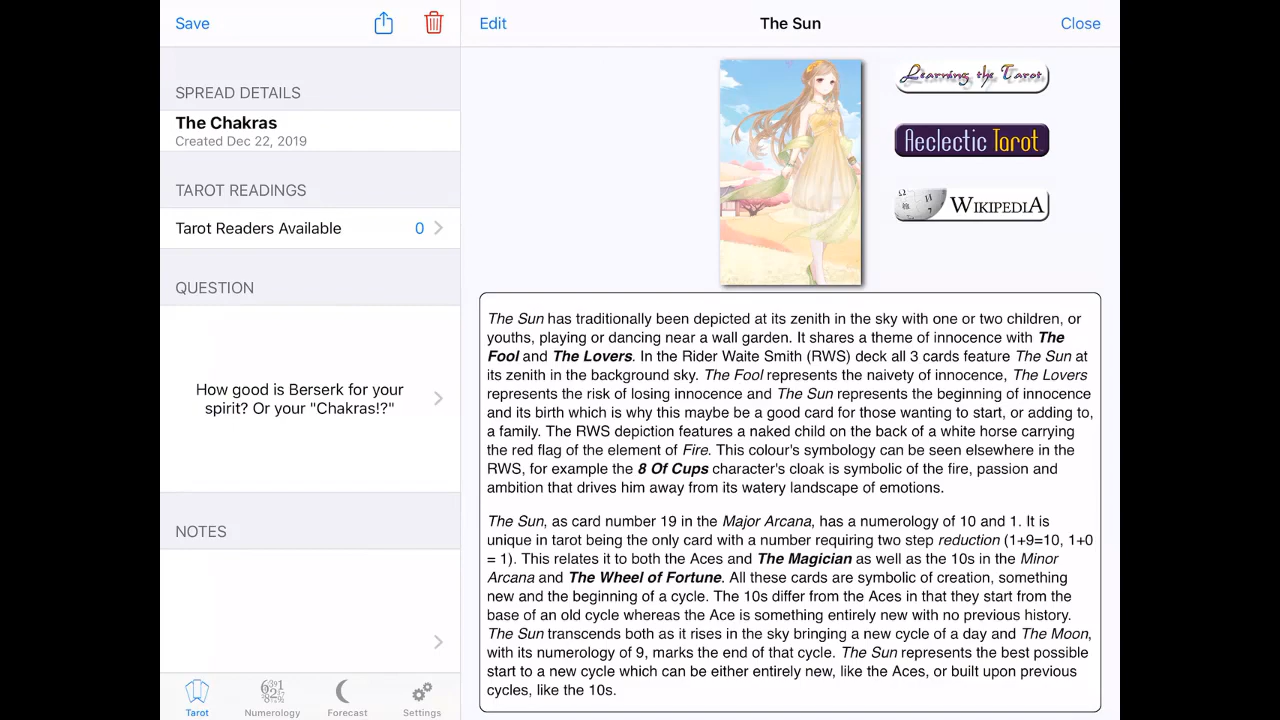 Save
Edit
The Sun
Close
SPREAD DETAILS
The Chakras
Created Dec 22, 2019
TAROT READINGS
Tarot Readers Available
0
QUESTION
How good is Berserk for your
spirit? Or your "Chakras!?"
NOTES
Tarot
Numerology
Forecast
Settings
Learning the Tarot
Aeclectic Tarot
WIKIPEDIA
The Sun has traditionally been depicted at its zenith in the sky with one or two children, or
youths, playing or dancing near a wall garden. It shares a theme of innocence with The
Fool and The Lovers. In the Rider Waite Smith (RWS) deck all 3 cards feature The Sun at
its zenith in the background sky. The Fool represents the naivety of innocence, The Lovers
represents the risk of losing innocence and The Sun represents the beginning of innocence
and its birth which is why this maybe be a good card for those wanting to start, or adding to,
a family. The RWS depiction features a naked child on the back of a white horse carrying
the red flag of the element of Fire. This colour's symbology can be seen elsewhere in the
RWS, for example the 8 Of Cups character's cloak is symbolic of the fire, passion and
ambition that drives him away from its watery landscape of emotions.
The Sun, as card number 19 in the Major Arcana, has a numerology of 10 and 1. It is
unique in tarot being the only card with a number requiring two step reduction (1+9=10, 1+0
= 1). This relates it to both the Aces and The Magician as well as the 10s in the Minor
Arcana and The Wheel of Fortune. All these cards are symbolic of creation, something
new and the beginning of a cycle. The 10s differ from the Aces in that they start from the
base of an old cycle whereas the Ace is something entirely new with no previous history.
The Sun transcends both as it rises in the sky bringing a new cycle of a day and The Moon,
with its numerology of 9, marks the end of that cycle. The Sun represents the best possible
start to a new cycle which can be either entirely new, like the Aces, or built upon previous
cycles, like the 10s.